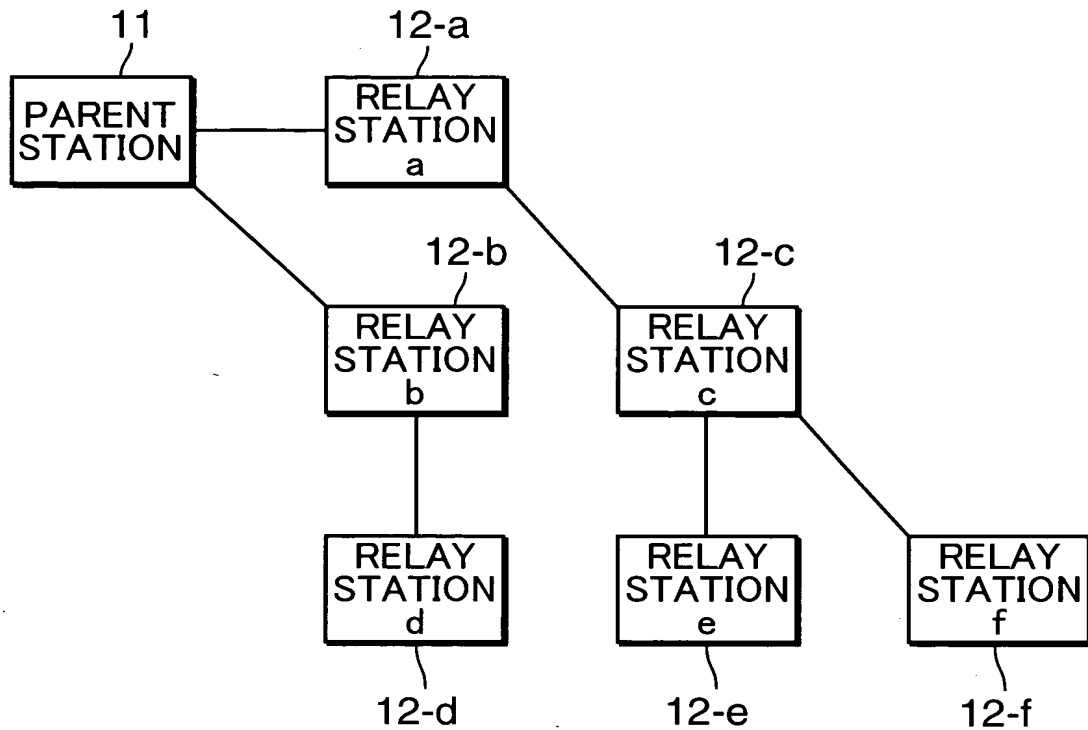 11
12-a
PARENT
STATION
RELAY
STATION
a
12-b
12-c
RELAY
STATION
b
RELAY
STATION
c
RELAY
STATION
d
RELAY
STATION
e
RELAY
STATION
f
12-d
12-e
12-f